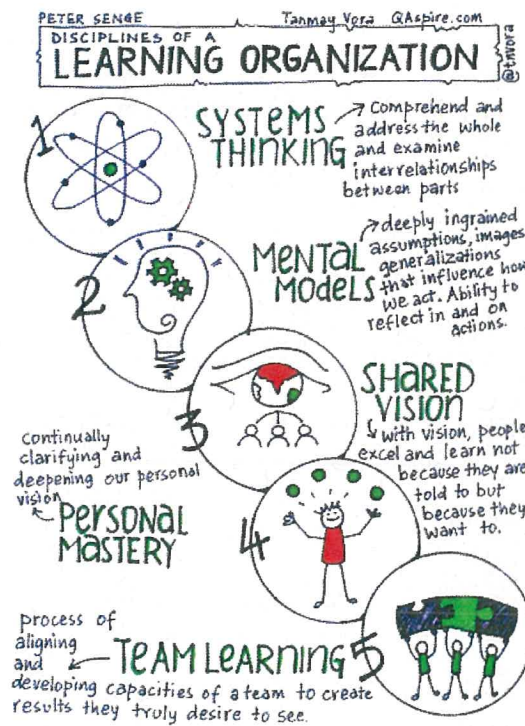 PETER SENGE
Tanmay Vora QAspire.com
@tnvora
DISCIPLINES OF A
LEARNING ORGANIZATION
1
SYSTEMS
THINKING
Comprehend and
address the whole
and examine
interrelationships
between parts
2
MENTAL
MODELS
deeply ingrained
assumptions, images
generalizations
that influence how
we act. Ability to
reflect in and on
actions.
3
SHARED
VISION
with vision, people
excel and learn not
because they are
told to but
because they
want to.
4
continually
clarifying and
deepening our personal
vision
PERSONAL
MASTERY
5
TEAM LEARNING
process of
aligning
and
developing capacities of a team to create
results they truly desire to see.